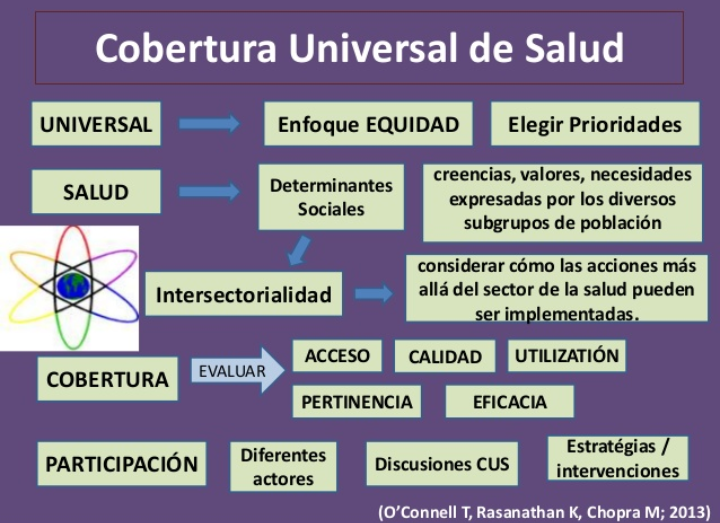 Cobertura Universal de Salud
UNIVERSAL
Enfoque EQUIDAD
Elegir Prioridades
SALUD
Determinantes
Sociales
creencias, valores, necesidades
expresadas por los diversos
subgrupos de población
Intersectorialidad
considerar cómo las acciones más
allá del sector de la salud pueden
ser implementadas.
COBERTURA
EVALUAR
ACCESO
CALIDAD
UTILIZATIÓN
PERTINENCIA
EFICACIA
PARTICIPACIÓN
Diferentes
actores
Discusiones CUS
Estratégias /
intervenciones
(O’Connell T, Rasanathan K, Chopra M; 2013)